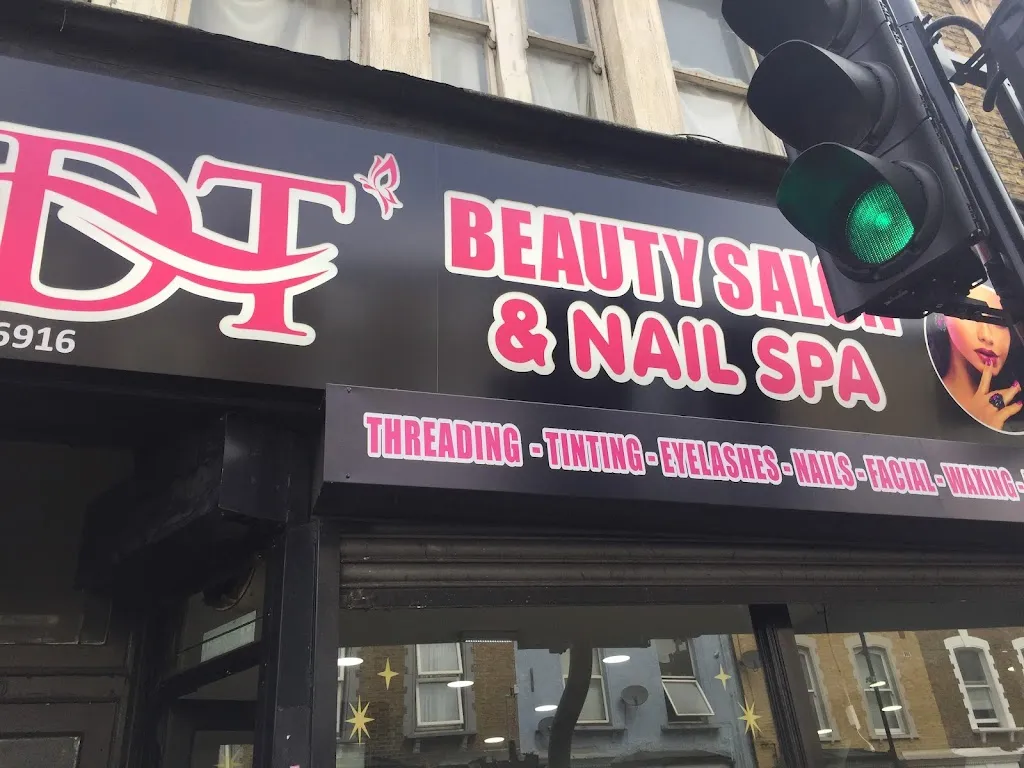 DT
6916
BEAUTY SALON
& NAIL SPA
THREADING - TINTING - EYELASHES - NAILS - FACIAL - WAXING -